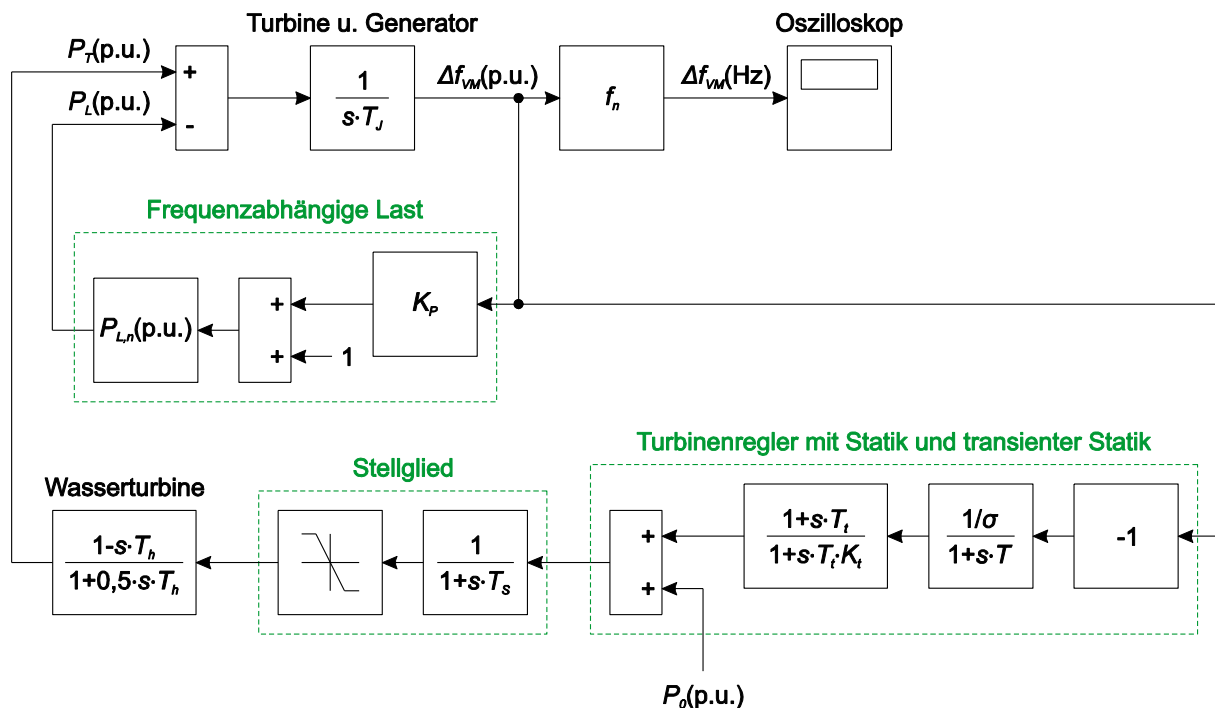 Turbine u. Generator
Oszilloskop
P_T(p.u.)
+
1
s·T_J
Δf_VM(p.u.)
f_n
Δf_VM(Hz)
P_L(p.u.)
-
Frequenzabhängige Last
P_L,n(p.u.)
+
+
1
K_P
Turbinenregler mit Statik und transienter Statik
Stellglied
Wasserturbine
1-s·T_h
1+0,5·s·T_h
1
1+s·T_s
+
+
1+s·T_t
1+s·T_t·K_t
1/σ
1+s·T
-1
P_0(p.u.)